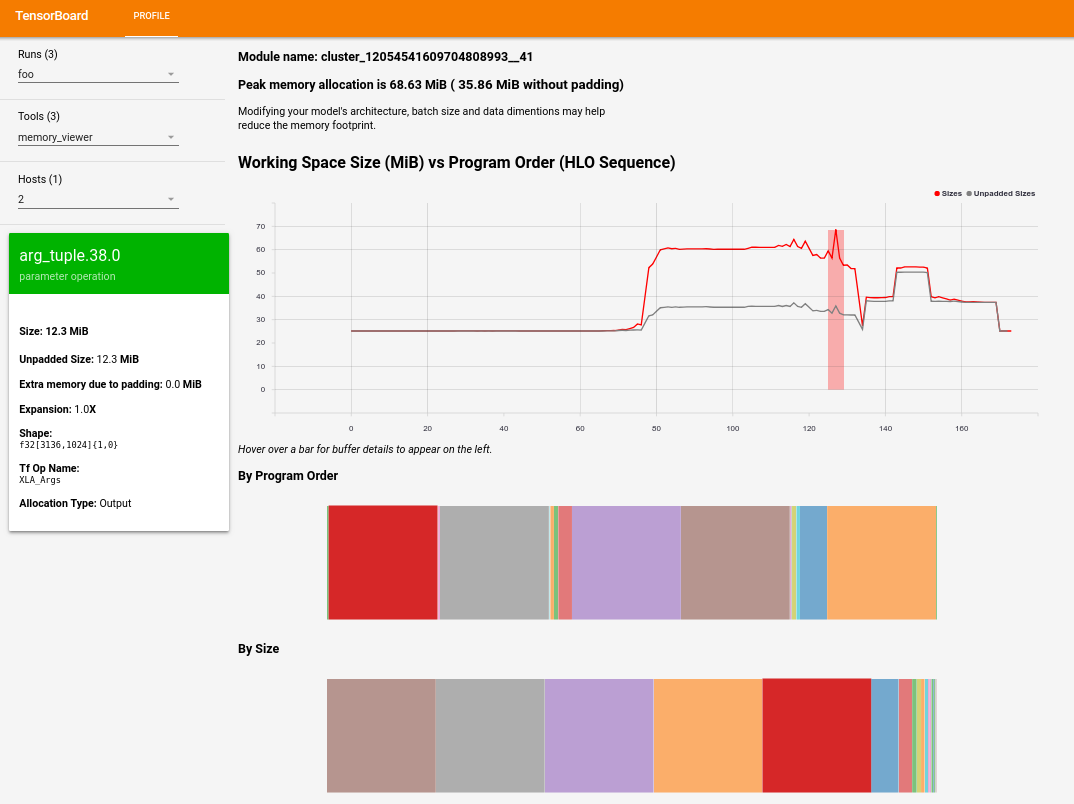 TensorBoard
PROFILE
Runs (3)
foo
Tools (3)
memory_viewer
Hosts (1)
2
arg_tuple.38.0
parameter operation
Size: 12.3 MiB
Unpadded Size: 12.3 MiB
Extra memory due to padding: 0.0 MiB
Expansion: 1.0X
Shape:
f32[3136,1024]{1,0}
Tf Op Name:
XLA_Args
Allocation Type: Output
Module name: cluster_12054541609704808993__41
Peak memory allocation is 68.63 MiB ( 35.86 MiB without padding)
Modifying your model's architecture, batch size and data dimentions may help
reduce the memory footprint.
Working Space Size (MiB) vs Program Order (HLO Sequence)
Sizes Unpadded Sizes
70
60
50
40
30
20
10
0
0 20 40 60 80 100 120 140 160
Hover over a bar for buffer details to appear on the left.
By Program Order
By Size